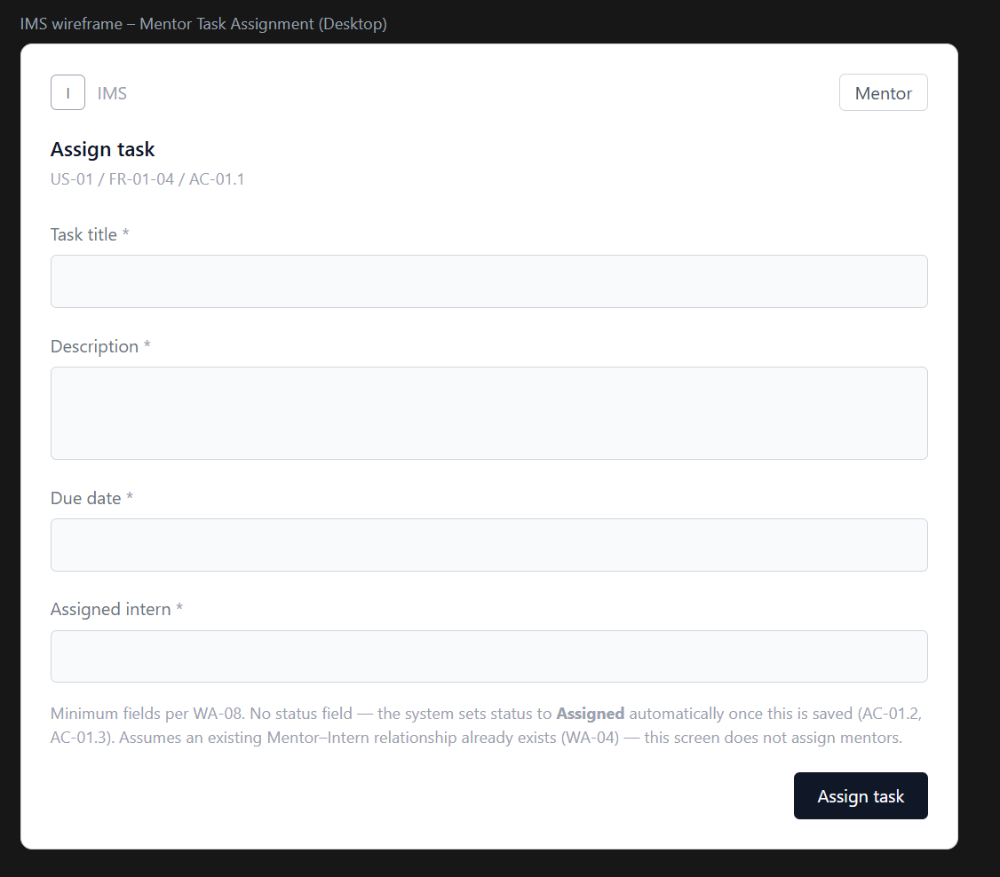 IMS wireframe – Mentor Task Assignment (Desktop)
I IMS
Mentor
Assign task
US-01 / FR-01-04 / AC-01.1
Task title *
Description *
Due date *
Assigned intern *
Minimum fields per WA-08. No status field — the system sets status to Assigned automatically once this is saved (AC-01.2,
AC-01.3). Assumes an existing Mentor–Intern relationship already exists (WA-04) — this screen does not assign mentors.
Assign task